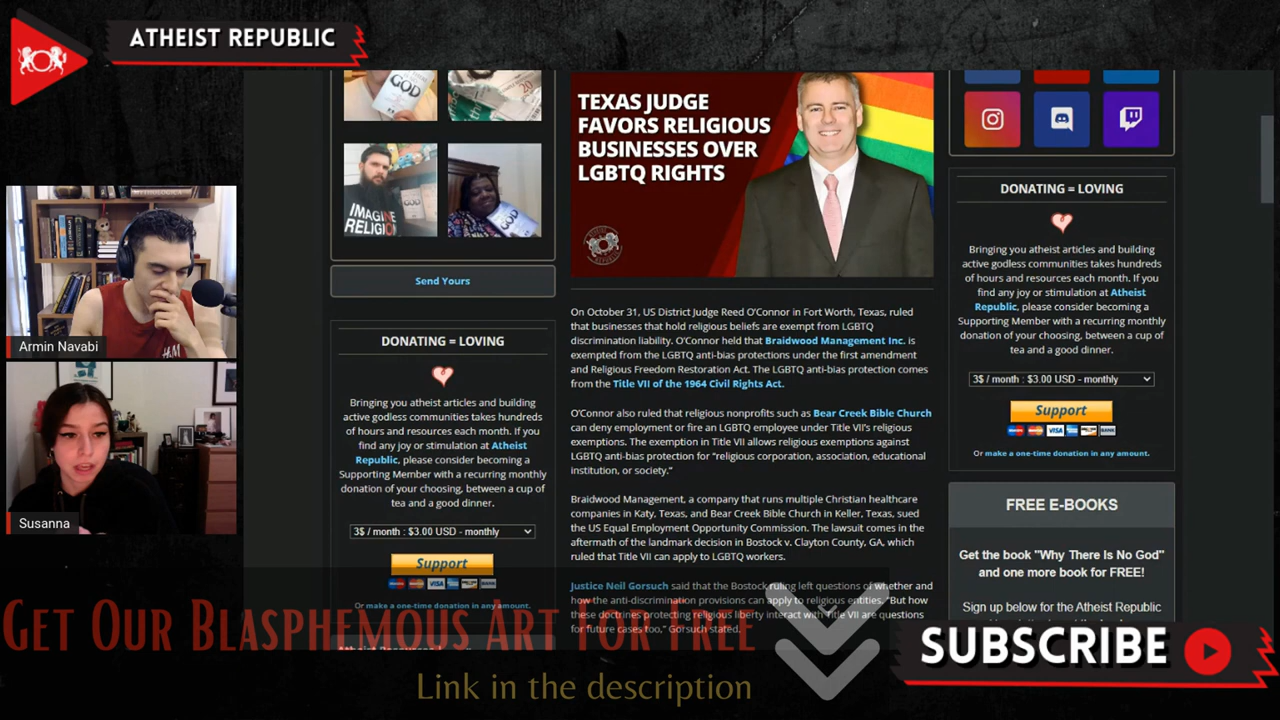 ATHEIST REPUBLIC
GOD
GOD
IMAGINE
RELIGI
Send Yours
DONATING = LOVING
Bringing you atheist articles and building
active godless communities takes hundreds
of hours and resources each month. If you
find any joy or stimulation at Atheist
Republic, please consider becoming a
Supporting Member with a recurring monthly
donation of your choosing, between a cup of
tea and a good dinner.
3$ / month : $3.00 USD - monthly
Support
VISA
BANK
Or make a one-time donation in any amount.
TEXAS JUDGE
FAVORS RELIGIOUS
BUSINESSES OVER
LGBTQ RIGHTS
On October 31, US District Judge Reed O'Connor in Fort Worth, Texas, ruled
that businesses that hold religious beliefs are exempt from LGBTQ
discrimination liability. O'Connor held that Braidwood Management Inc. is
exempted from the LGBTQ anti-bias protections under the first amendment
and Religious Freedom Restoration Act. The LGBTQ anti-bias protection comes
from the Title VII of the 1964 Civil Rights Act.
O'Connor also ruled that religious nonprofits such as Bear Creek Bible Church
can deny employment or fire an LGBTQ employee under Title VII's religious
exemptions. The exemption in Title VII allows religious exemptions against
LGBTQ anti-bias protection for "religious corporation, association, educational
institution, or society."
Braidwood Management, a company that runs multiple Christian healthcare
companies in Katy, Texas, and Bear Creek Bible Church in Keller, Texas, sued
the US Equal Employment Opportunity Commission. The lawsuit comes in the
aftermath of the landmark decision in Bostock v. Clayton County, GA, which
ruled that Title VII can apply to LGBTQ workers.
Justice Neil Gorsuch said that the Bostock ruling left questions of whether and
how the anti-discrimination provisions can apply to religious entities. "But how
these doctrines protecting religious liberty interact with Title VII are questions
for future cases too," Gorsuch stated.
DONATING = LOVING
Bringing you atheist articles and building
active godless communities takes hundreds
of hours and resources each month. If you
find any joy or stimulation at Atheist
Republic, please consider becoming a
Supporting Member with a recurring monthly
donation of your choosing, between a cup of
tea and a good dinner.
3$ / month : $3.00 USD - monthly
Support
VISA
BANK
Or make a one-time donation in any amount.
FREE E-BOOKS
Get the book "Why There Is No God"
and one more book for FREE!
Sign up below for the Atheist Republic
Armin Navabi
Susanna
H&M
Get Our Blasphemous Art For Free
Link in the description
SUBSCRIBE